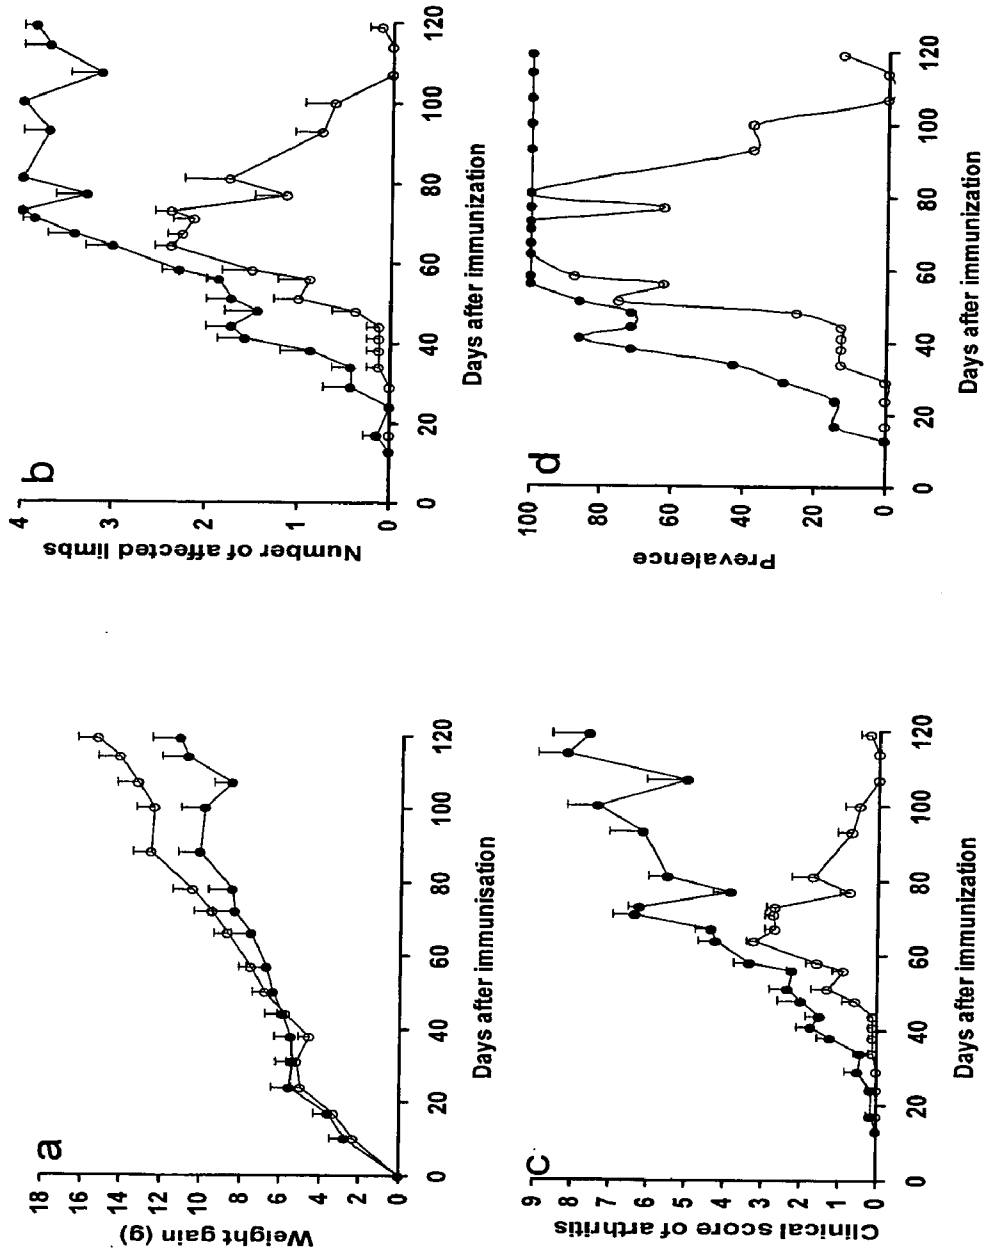 a
18
16
14
12
10
8
6
4
2
0
Weight gain (g)
0 20 40 60 80 100 120
Days after immunisation
b
4
3
2
1
0
Number of affected limbs
0 20 40 60 80 100 120
Days after immunization
C
9
8
7
6
5
4
3
2
1
0
Clinical score of arthritis
0 20 40 60 80 100 120
Days after immunization
d
100
80
60
40
20
0
Prevalence
0 20 40 60 80 100 120
Days after immunization